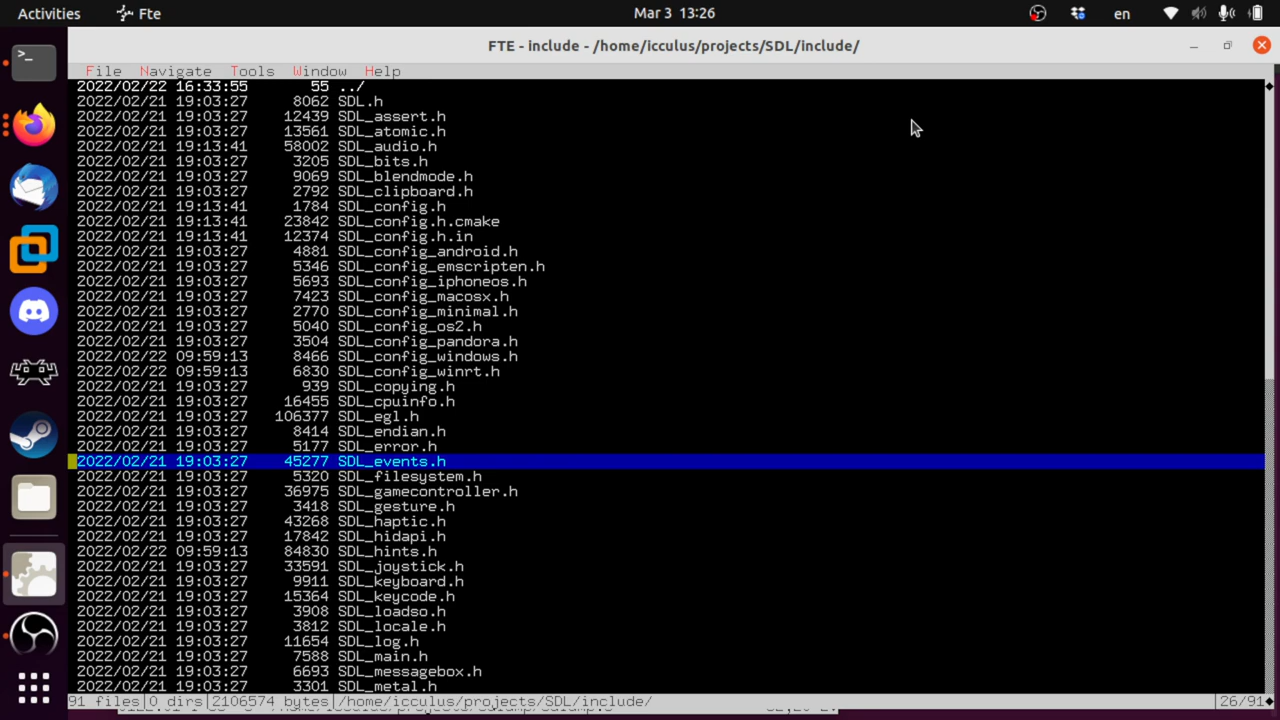 Activities Fte Mar 3 13:26 en
FTE - include - /home/icculus/projects/SDL/include/
File Navigate Tools Window Help
2022/02/22 16:33:55 55 ../
2022/02/21 19:03:27 8062 SDL.h
2022/02/21 19:03:27 12439 SDL_assert.h
2022/02/21 19:03:27 13561 SDL_atomic.h
2022/02/21 19:13:41 58002 SDL_audio.h
2022/02/21 19:03:27 3205 SDL_bits.h
2022/02/21 19:03:27 9069 SDL_blendmode.h
2022/02/21 19:03:27 2792 SDL_clipboard.h
2022/02/21 19:13:41 1784 SDL_config.h
2022/02/21 19:13:41 23842 SDL_config.h.cmake
2022/02/21 19:13:41 12374 SDL_config.h.in
2022/02/21 19:03:27 4881 SDL_config_android.h
2022/02/21 19:03:27 5346 SDL_config_emscripten.h
2022/02/21 19:03:27 5693 SDL_config_iphoneos.h
2022/02/21 19:03:27 7423 SDL_config_macosx.h
2022/02/21 19:03:27 2770 SDL_config_minimal.h
2022/02/21 19:03:27 5040 SDL_config_os2.h
2022/02/21 19:03:27 3504 SDL_config_pandora.h
2022/02/22 09:59:13 8466 SDL_config_windows.h
2022/02/22 09:59:13 6830 SDL_config_winrt.h
2022/02/21 19:03:27 939 SDL_copying.h
2022/02/21 19:03:27 16455 SDL_cpuinfo.h
2022/02/21 19:03:27 106377 SDL_egl.h
2022/02/21 19:03:27 8414 SDL_endian.h
2022/02/21 19:03:27 5177 SDL_error.h
2022/02/21 19:03:27 45277 SDL_events.h
2022/02/21 19:03:27 5320 SDL_filesystem.h
2022/02/21 19:03:27 36975 SDL_gamecontroller.h
2022/02/21 19:03:27 3418 SDL_gesture.h
2022/02/21 19:03:27 43268 SDL_haptic.h
2022/02/21 19:03:27 17842 SDL_hidapi.h
2022/02/22 09:59:13 84830 SDL_hints.h
2022/02/21 19:03:27 33591 SDL_joystick.h
2022/02/21 19:03:27 9911 SDL_keyboard.h
2022/02/21 19:03:27 15364 SDL_keycode.h
2022/02/21 19:03:27 3908 SDL_loadso.h
2022/02/21 19:03:27 3812 SDL_locale.h
2022/02/21 19:03:27 11654 SDL_log.h
2022/02/21 19:03:27 7588 SDL_main.h
2022/02/21 19:03:27 6693 SDL_messagebox.h
2022/02/21 19:03:27 3301 SDL_metal.h
91 files|0 dirs|2106574 bytes|/home/icculus/projects/SDL/include/ |26/91